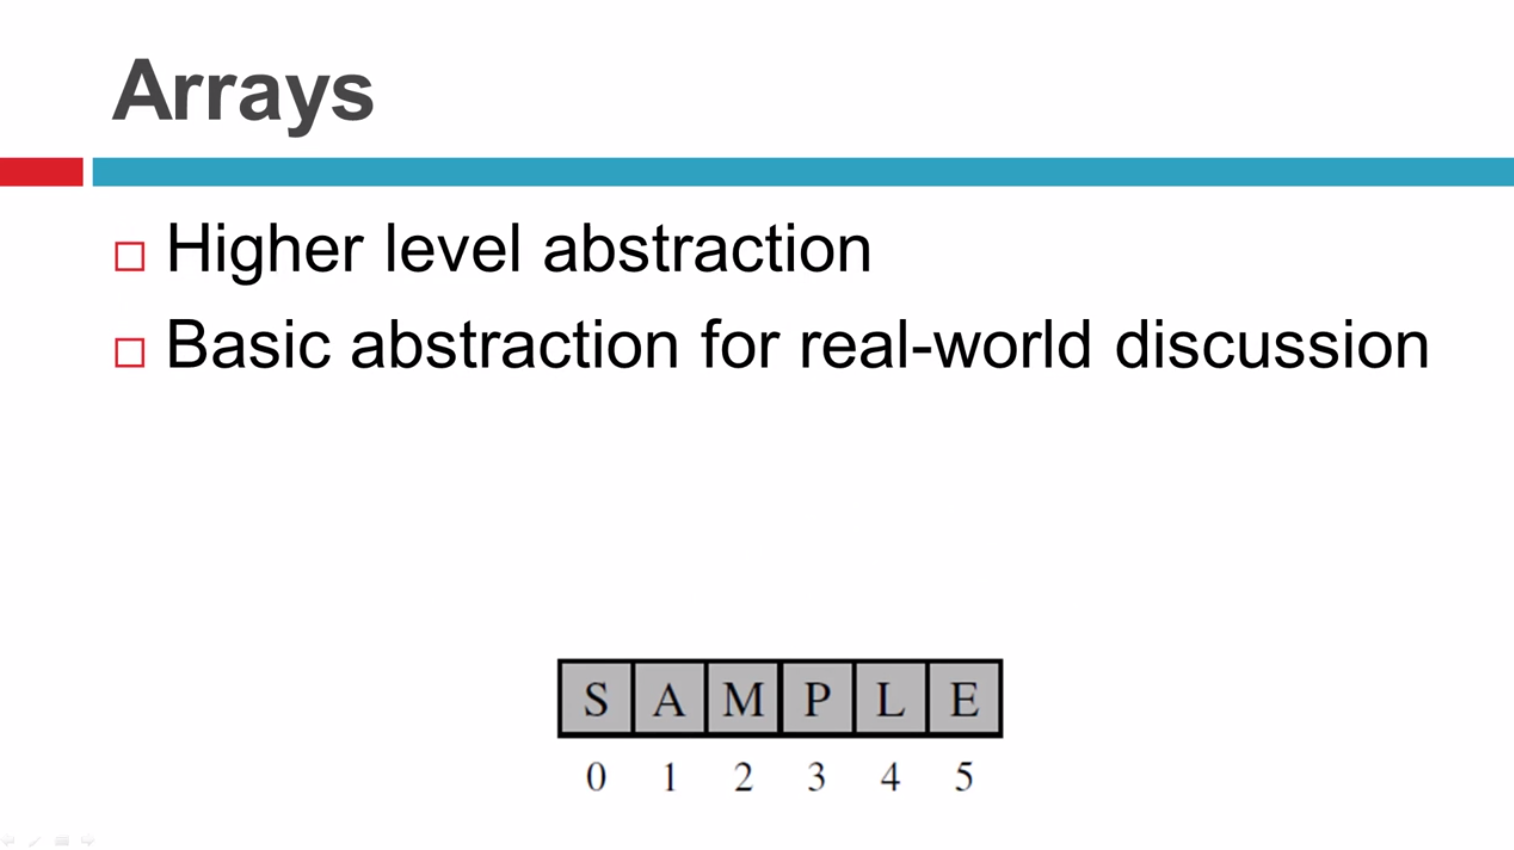 Arrays
Higher level abstraction
Basic abstraction for real-world discussion
S A M P L E
0 1 2 3 4 5